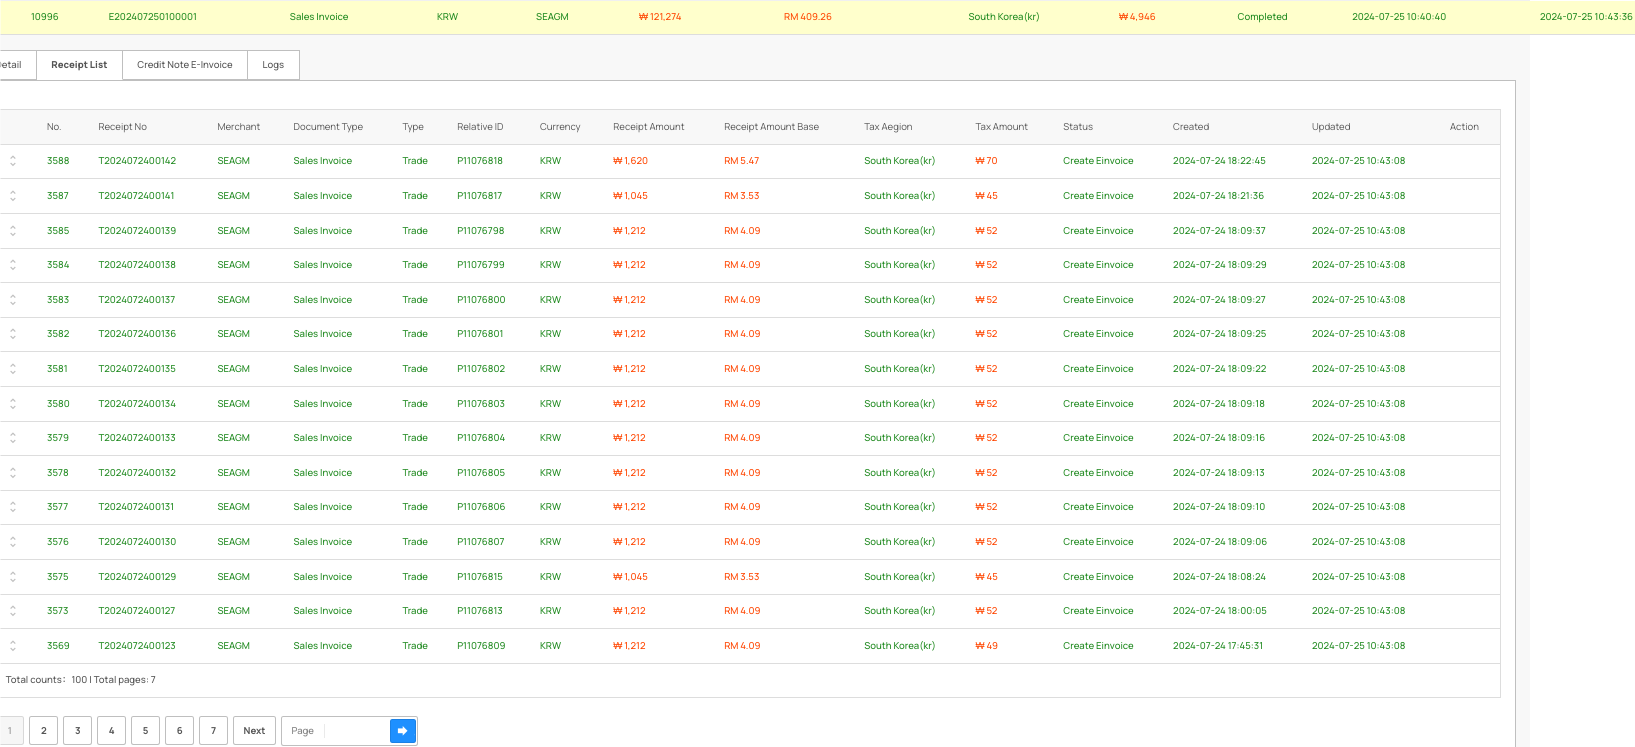 10996 E202407250100001 Sales Invoice KRW SEAGM ₩ 121,274 RM 409.26 South Korea(kr) ₩ 4,946 Completed 2024-07-25 10:40:40 2024-07-25 10:43:36
etail Receipt List Credit Note E-Invoice Logs
No. Receipt No Merchant Document Type Type Relative ID Currency Receipt Amount Receipt Amount Base Tax Aegion Tax Amount Status Created Updated Action
3588 T2024072400142 SEAGM Sales Invoice Trade P11076818 KRW ₩ 1,620 RM 5.47 South Korea(kr) ₩ 70 Create Einvoice 2024-07-24 18:22:45 2024-07-25 10:43:08
3587 T2024072400141 SEAGM Sales Invoice Trade P11076817 KRW ₩ 1,045 RM 3.53 South Korea(kr) ₩ 45 Create Einvoice 2024-07-24 18:21:36 2024-07-25 10:43:08
3585 T2024072400139 SEAGM Sales Invoice Trade P11076798 KRW ₩ 1,212 RM 4.09 South Korea(kr) ₩ 52 Create Einvoice 2024-07-24 18:09:37 2024-07-25 10:43:08
3584 T2024072400138 SEAGM Sales Invoice Trade P11076799 KRW ₩ 1,212 RM 4.09 South Korea(kr) ₩ 52 Create Einvoice 2024-07-24 18:09:29 2024-07-25 10:43:08
3583 T2024072400137 SEAGM Sales Invoice Trade P11076800 KRW ₩ 1,212 RM 4.09 South Korea(kr) ₩ 52 Create Einvoice 2024-07-24 18:09:27 2024-07-25 10:43:08
3582 T2024072400136 SEAGM Sales Invoice Trade P11076801 KRW ₩ 1,212 RM 4.09 South Korea(kr) ₩ 52 Create Einvoice 2024-07-24 18:09:25 2024-07-25 10:43:08
3581 T2024072400135 SEAGM Sales Invoice Trade P11076802 KRW ₩ 1,212 RM 4.09 South Korea(kr) ₩ 52 Create Einvoice 2024-07-24 18:09:22 2024-07-25 10:43:08
3580 T2024072400134 SEAGM Sales Invoice Trade P11076803 KRW ₩ 1,212 RM 4.09 South Korea(kr) ₩ 52 Create Einvoice 2024-07-24 18:09:18 2024-07-25 10:43:08
3579 T2024072400133 SEAGM Sales Invoice Trade P11076804 KRW ₩ 1,212 RM 4.09 South Korea(kr) ₩ 52 Create Einvoice 2024-07-24 18:09:16 2024-07-25 10:43:08
3578 T2024072400132 SEAGM Sales Invoice Trade P11076805 KRW ₩ 1,212 RM 4.09 South Korea(kr) ₩ 52 Create Einvoice 2024-07-24 18:09:13 2024-07-25 10:43:08
3577 T2024072400131 SEAGM Sales Invoice Trade P11076806 KRW ₩ 1,212 RM 4.09 South Korea(kr) ₩ 52 Create Einvoice 2024-07-24 18:09:10 2024-07-25 10:43:08
3576 T2024072400130 SEAGM Sales Invoice Trade P11076807 KRW ₩ 1,212 RM 4.09 South Korea(kr) ₩ 52 Create Einvoice 2024-07-24 18:09:06 2024-07-25 10:43:08
3575 T2024072400129 SEAGM Sales Invoice Trade P11076815 KRW ₩ 1,045 RM 3.53 South Korea(kr) ₩ 45 Create Einvoice 2024-07-24 18:08:24 2024-07-25 10:43:08
3573 T2024072400127 SEAGM Sales Invoice Trade P11076813 KRW ₩ 1,212 RM 4.09 South Korea(kr) ₩ 52 Create Einvoice 2024-07-24 18:00:05 2024-07-25 10:43:08
3569 T2024072400123 SEAGM Sales Invoice Trade P11076809 KRW ₩ 1,212 RM 4.09 South Korea(kr) ₩ 49 Create Einvoice 2024-07-24 17:45:31 2024-07-25 10:43:08
Total counts: 100 | Total pages: 7
1 2 3 4 5 6 7 Next Page